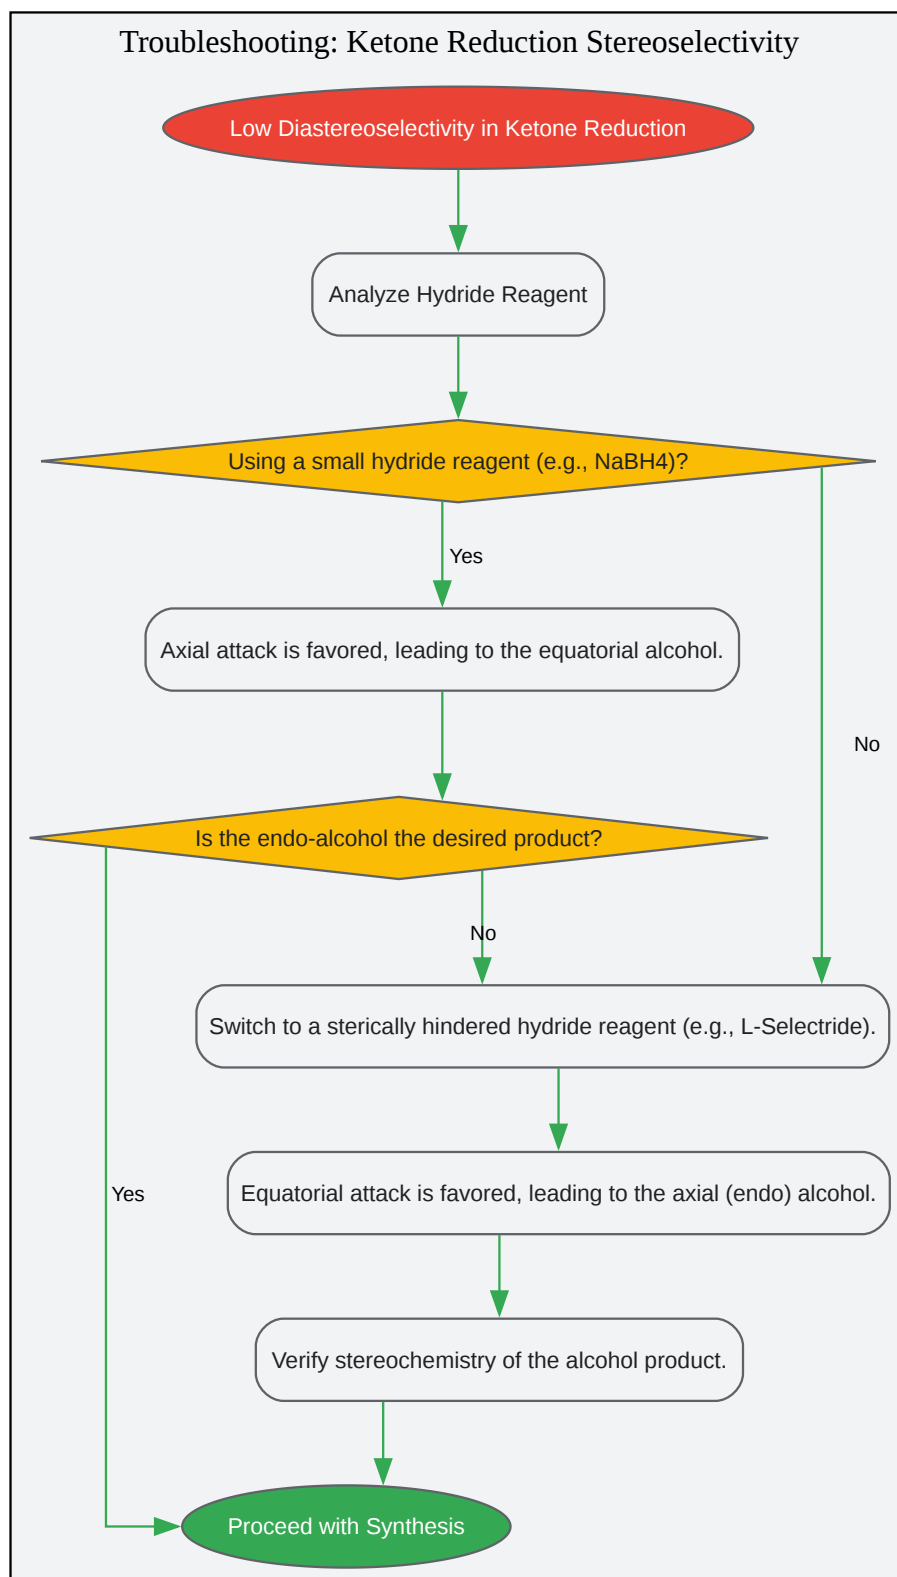 Troubleshooting: Ketone Reduction Stereoselectivity
Low Diastereoselectivity in Ketone Reduction
Analyze Hydride Reagent
Using a small hydride reagent (e.g., NaBH4)?
Yes
Axial attack is favored, leading to the equatorial alcohol.
No
Is the endo-alcohol the desired product?
No
Switch to a sterically hindered hydride reagent (e.g., L-Selectride).
Equatorial attack is favored, leading to the axial (endo) alcohol.
Yes
Verify stereochemistry of the alcohol product.
Proceed with Synthesis